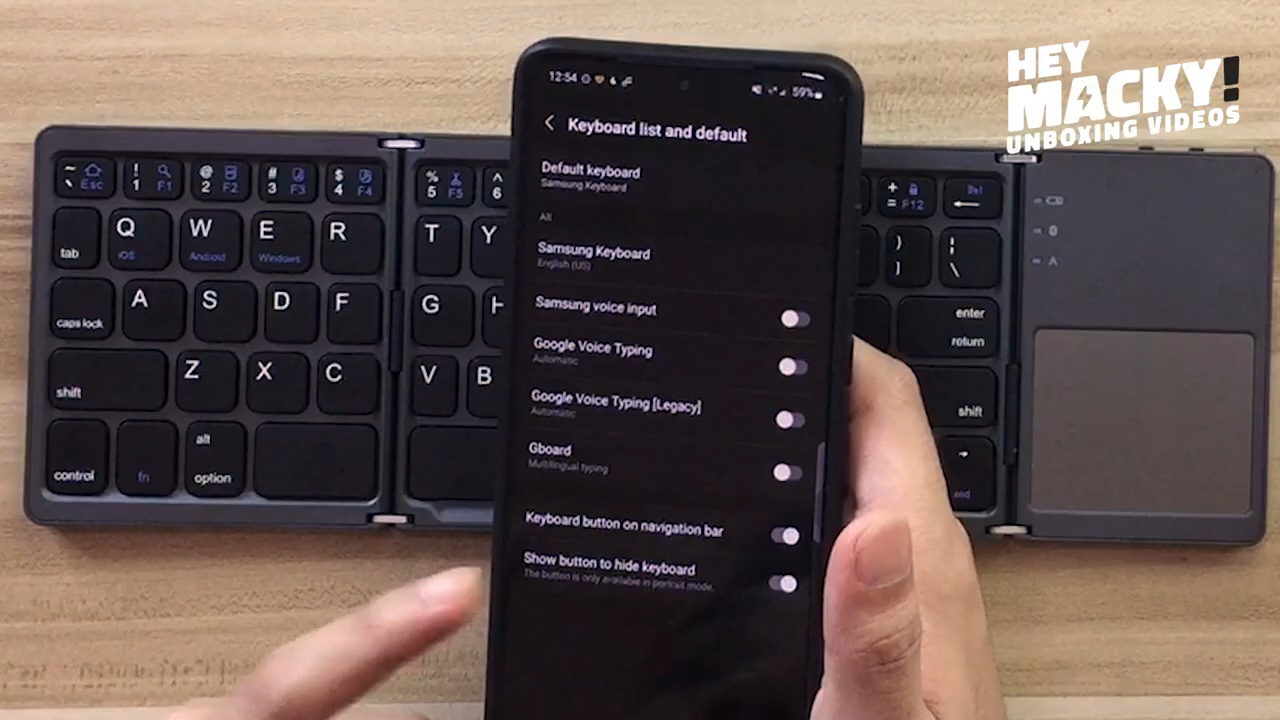 HEY
MACKY!
UNBOXING VIDEOS
12:54
59%
Keyboard list and default
Default keyboard
Samsung Keyboard
All
Samsung Keyboard
English (US)
Samsung voice input
Google Voice Typing
Automatic
Google Voice Typing [Legacy]
Automatic
Gboard
Multilingual typing
Keyboard button on navigation bar
Show button to hide keyboard
The button is only available in portrait mode.
~ ` Esc
! 1 F1
@ 2 F2
# 3 F3
$ 4 F4
% 5 F5
^ 6
+ = F12
Del
tab
Q iOS
W Android
E Windows
R
T
Y
) ]
¦ \
caps lock
A
S
D
F
G
H
enter
return
shift
Z
X
C
V
B
shift
control
fn
alt
option
end
A